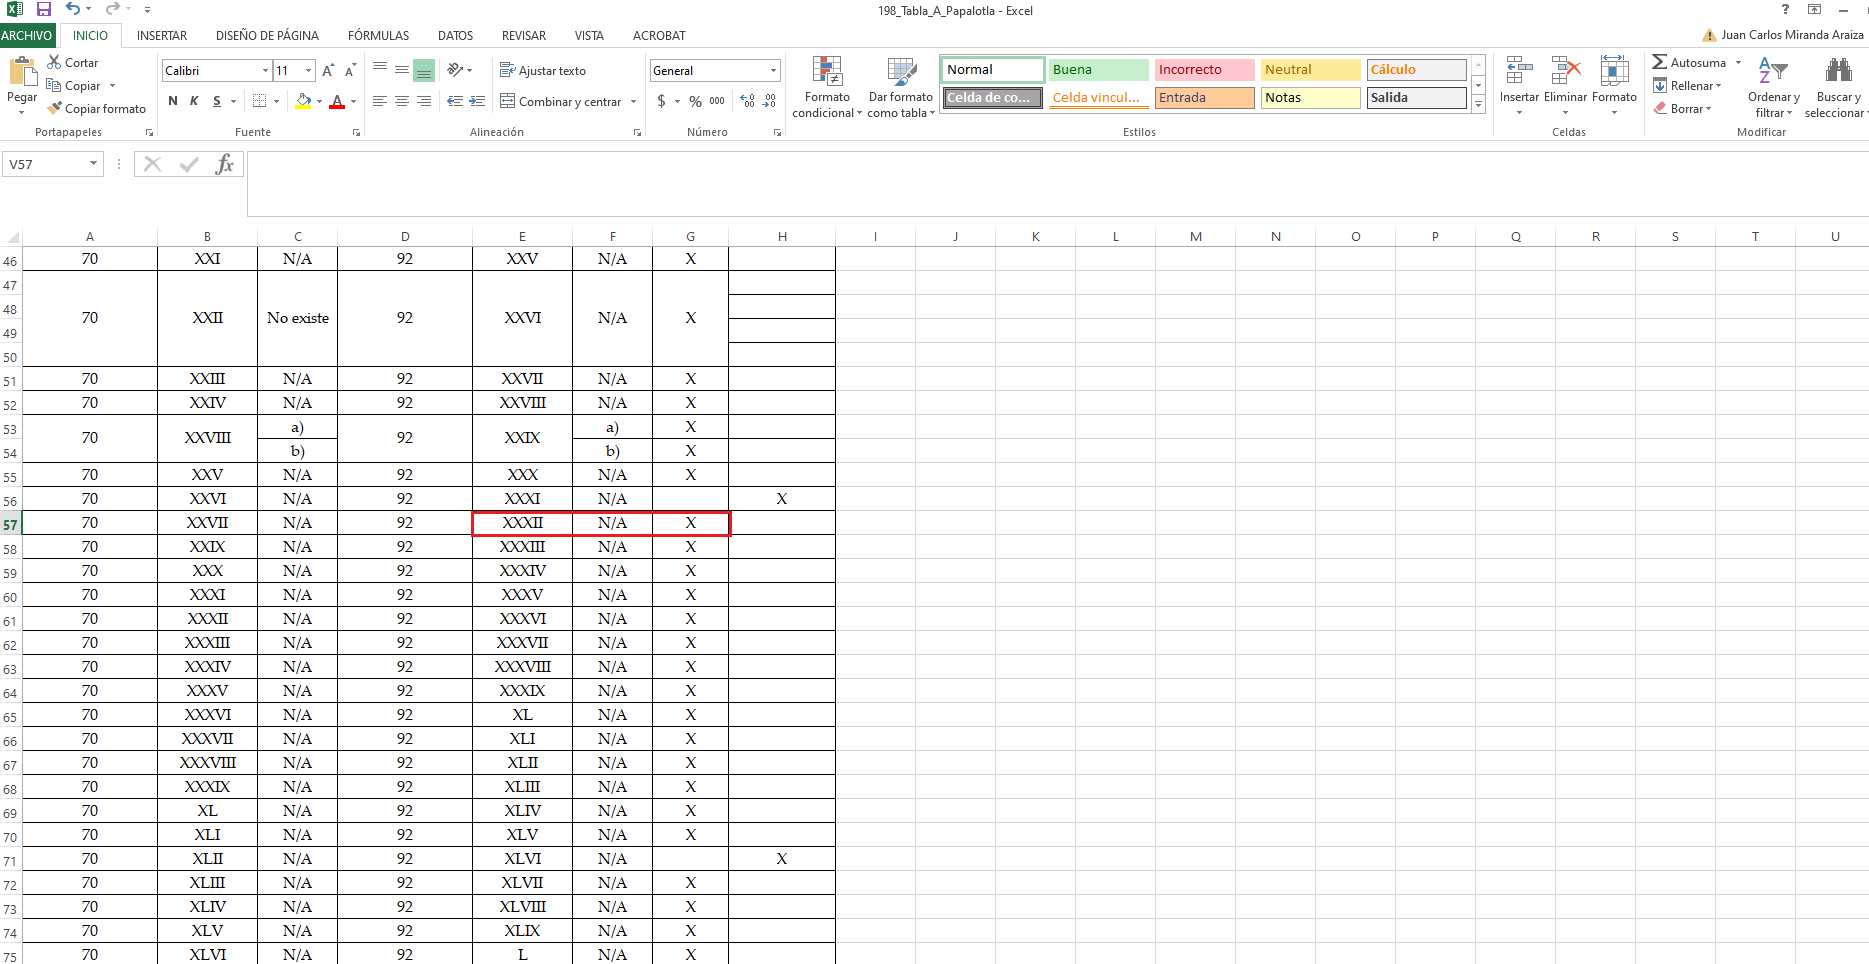 198_Tabla_A_Papalotla - Excel
ARCHIVO INICIO INSERTAR DISEÑO DE PÁGINA FÓRMULAS DATOS REVISAR VISTA ACROBAT Juan Carlos Miranda Araiza
Pegar
Cortar
Copiar
Copiar formato
Portapapeles
Calibri 11
N K S
Fuente
Ajustar texto
Combinar y centrar
Alineación
General
$ % 000
Número
Formato condicional
Dar formato como tabla
Normal Buena Incorrecto Neutral Cálculo
Celda de co... Celda vincul... Entrada Notas Salida
Estilos
Insertar Eliminar Formato
Celdas
Autosuma
Rellenar
Borrar
Ordenar y filtrar
Buscar y seleccionar
Modificar
V57 fx
A B C D E F G H I J K L M N O P Q R S T U
46 70 XXI N/A 92 XXV N/A X
47
48 70 XXII No existe 92 XXVI N/A X
49
50
51 70 XXIII N/A 92 XXVII N/A X
52 70 XXIV N/A 92 XXVIII N/A X
53 70 XXVIII a) 92 XXIX a) X
54 b) b) X
55 70 XXV N/A 92 XXX N/A X
56 70 XXVI N/A 92 XXXI N/A X
57 70 XXVII N/A 92 XXXII N/A X
58 70 XXIX N/A 92 XXXIII N/A X
59 70 XXX N/A 92 XXXIV N/A X
60 70 XXXI N/A 92 XXXV N/A X
61 70 XXXII N/A 92 XXXVI N/A X
62 70 XXXIII N/A 92 XXXVII N/A X
63 70 XXXIV N/A 92 XXXVIII N/A X
64 70 XXXV N/A 92 XXXIX N/A X
65 70 XXXVI N/A 92 XL N/A X
66 70 XXXVII N/A 92 XLI N/A X
67 70 XXXVIII N/A 92 XLII N/A X
68 70 XXXIX N/A 92 XLIII N/A X
69 70 XL N/A 92 XLIV N/A X
70 70 XLI N/A 92 XLV N/A X
71 70 XLII N/A 92 XLVI N/A X
72 70 XLIII N/A 92 XLVII N/A X
73 70 XLIV N/A 92 XLVIII N/A X
74 70 XLV N/A 92 XLIX N/A X
75 70 XLVI N/A 92 L N/A X